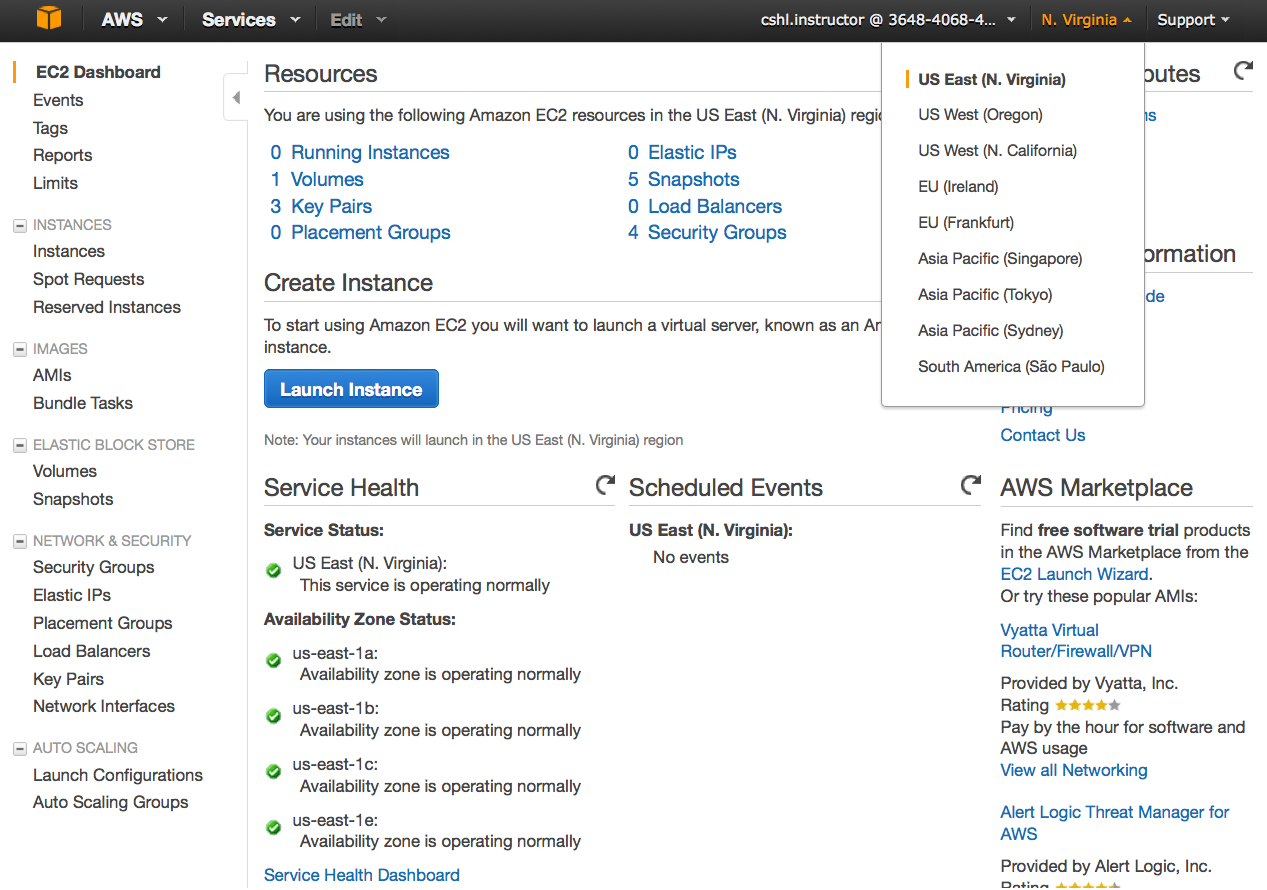 AWS Services Edit cshl.instructor @ 3648-4068-4... N. Virginia Support
EC2 Dashboard
Events
Tags
Reports
Limits
INSTANCES
Instances
Spot Requests
Reserved Instances
IMAGES
AMIs
Bundle Tasks
ELASTIC BLOCK STORE
Volumes
Snapshots
NETWORK & SECURITY
Security Groups
Elastic IPs
Placement Groups
Load Balancers
Key Pairs
Network Interfaces
AUTO SCALING
Launch Configurations
Auto Scaling Groups
Resources
You are using the following Amazon EC2 resources in the US East (N. Virginia)
0 Running Instances
0 Elastic IPs
1 Volumes
5 Snapshots
3 Key Pairs
0 Load Balancers
0 Placement Groups
4 Security Groups
Create Instance
To start using Amazon EC2 you will want to launch a virtual server, known as an
instance.
Launch Instance
Note: Your instances will launch in the US East (N. Virginia) region
US East (N. Virginia)
US West (Oregon)
US West (N. California)
EU (Ireland)
EU (Frankfurt)
Asia Pacific (Singapore)
Asia Pacific (Tokyo)
Asia Pacific (Sydney)
South America (São Paulo)
Pricing
Contact Us
Service Health
Service Status:
US East (N. Virginia):
This service is operating normally
Availability Zone Status:
us-east-1a:
Availability zone is operating normally
us-east-1b:
Availability zone is operating normally
us-east-1c:
Availability zone is operating normally
us-east-1e:
Availability zone is operating normally
Service Health Dashboard
Scheduled Events
US East (N. Virginia):
No events
AWS Marketplace
Find free software trial products
in the AWS Marketplace from the
EC2 Launch Wizard.
Or try these popular AMIs:
Vyatta Virtual
Router/Firewall/VPN
Provided by Vyatta, Inc.
Rating
Pay by the hour for software and
AWS usage
View all Networking
Alert Logic Threat Manager for
AWS
Provided by Alert Logic, Inc.
Rating